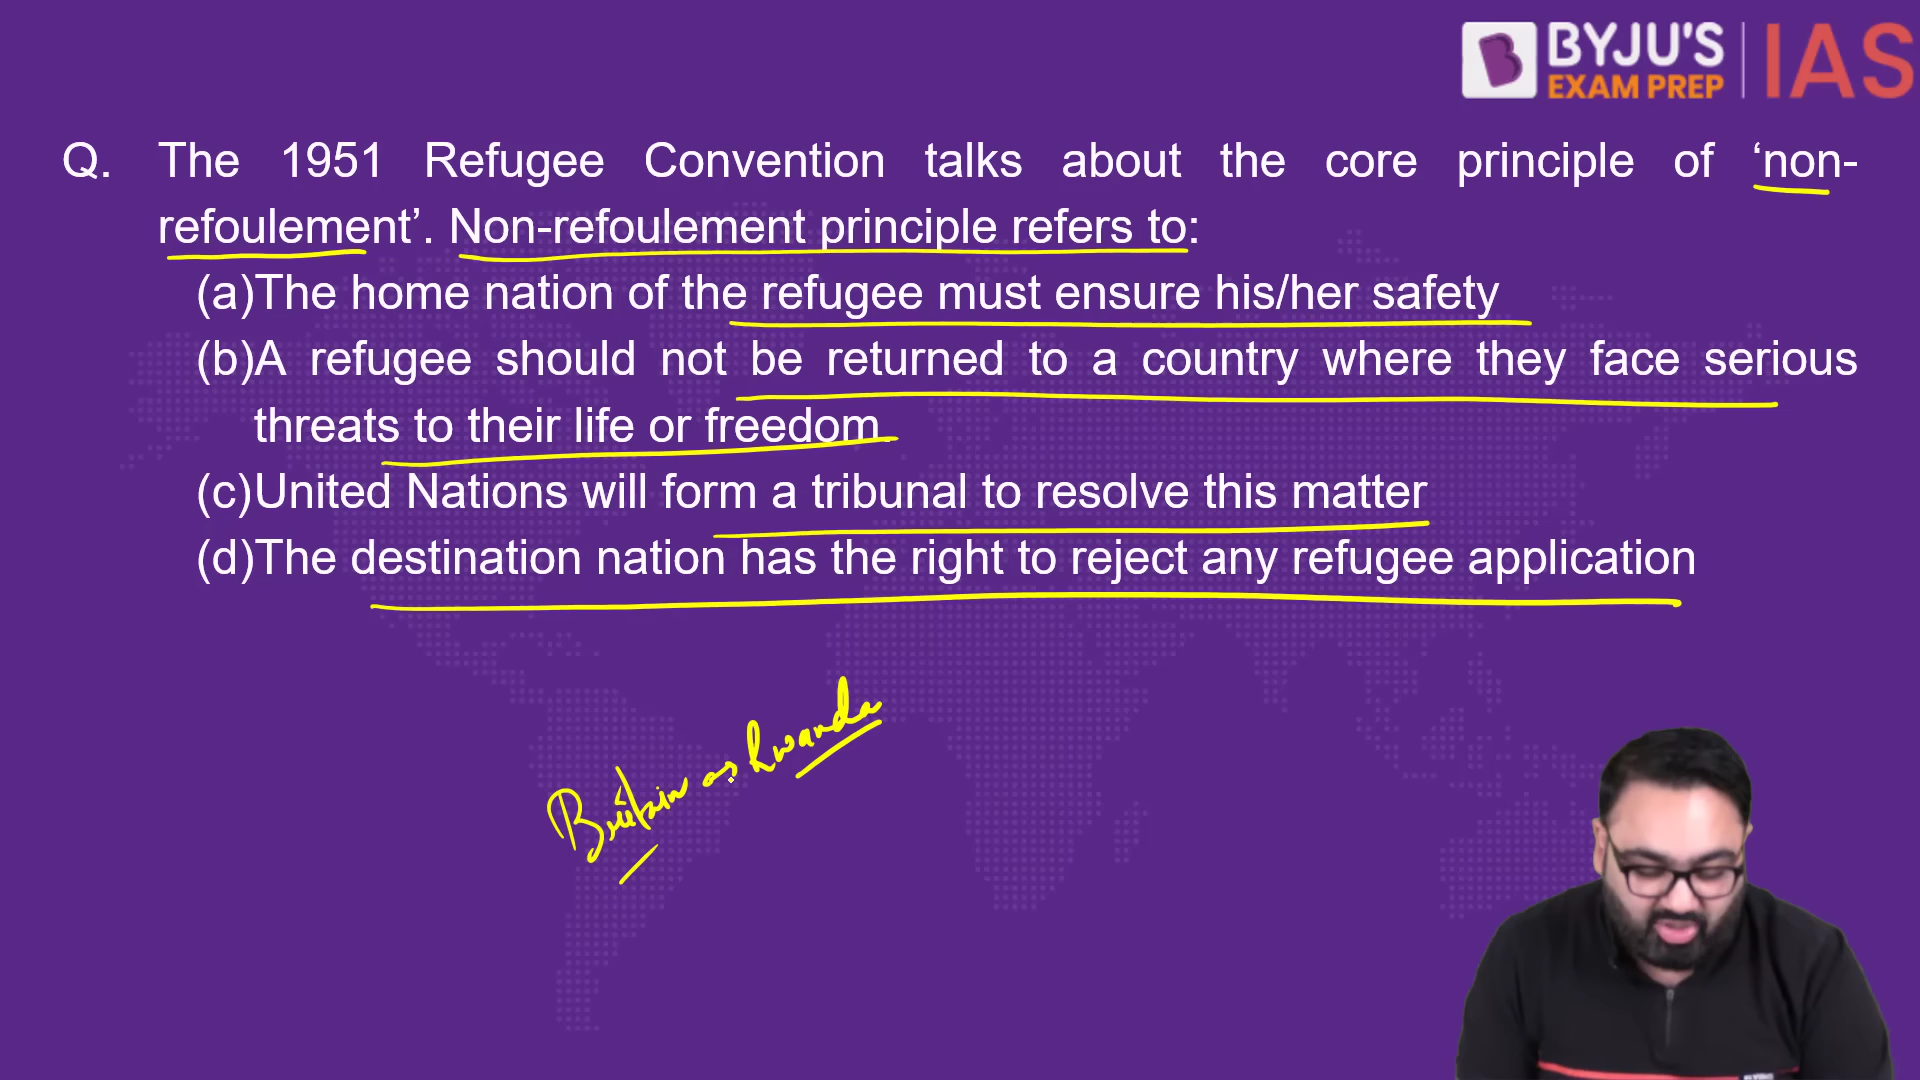 BYJU'S
EXAM PREP
IAS
Q. The 1951 Refugee Convention talks about the core principle of ‘non-
refoulement’. Non-refoulement principle refers to:
(a)The home nation of the refugee must ensure his/her safety
(b)A refugee should not be returned to a country where they face serious
threats to their life or freedom.
(c)United Nations will form a tribunal to resolve this matter
(d)The destination nation has the right to reject any refugee application
Britain → Rwanda